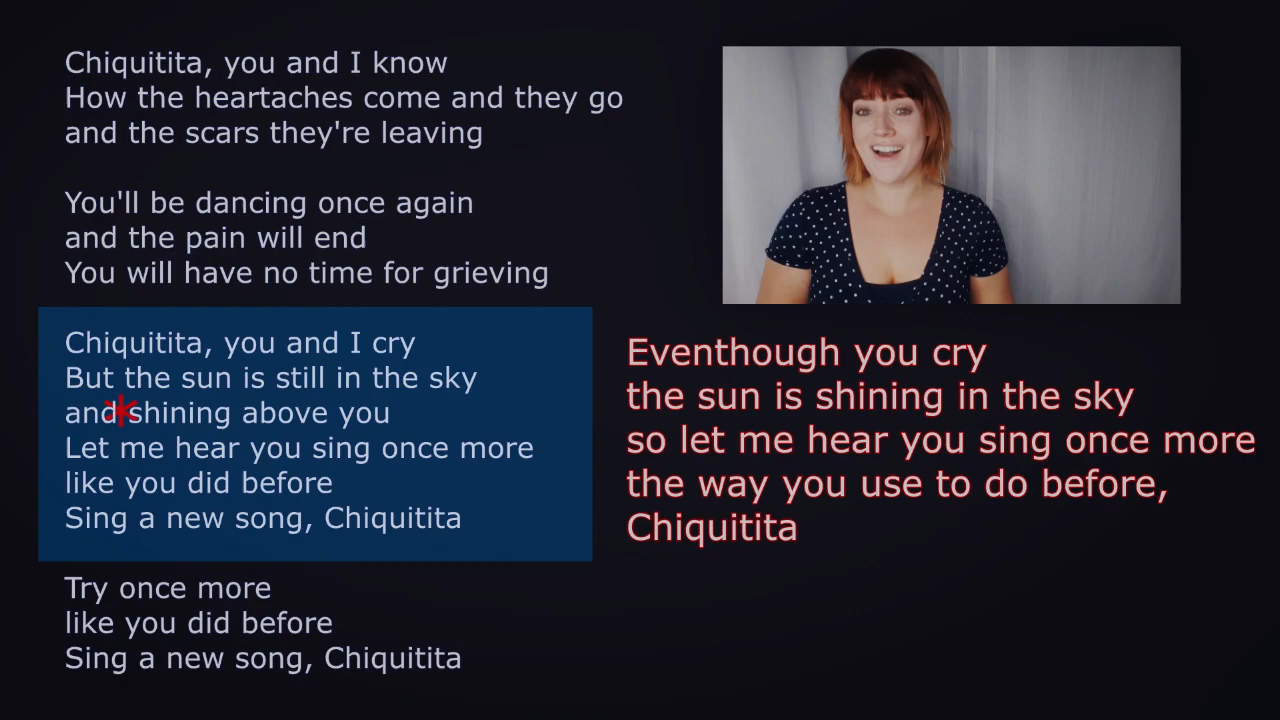 Chiquitita, you and I know
How the heartaches come and they go
and the scars they're leaving
You'll be dancing once again
and the pain will end
You will have no time for grieving
Chiquitita, you and I cry
But the sun is still in the sky
and shining above you
Let me hear you sing once more
like you did before
Sing a new song, Chiquitita
Try once more
like you did before
Sing a new song, Chiquitita
Eventhough you cry
the sun is shining in the sky
so let me hear you sing once more
the way you use to do before,
Chiquitita